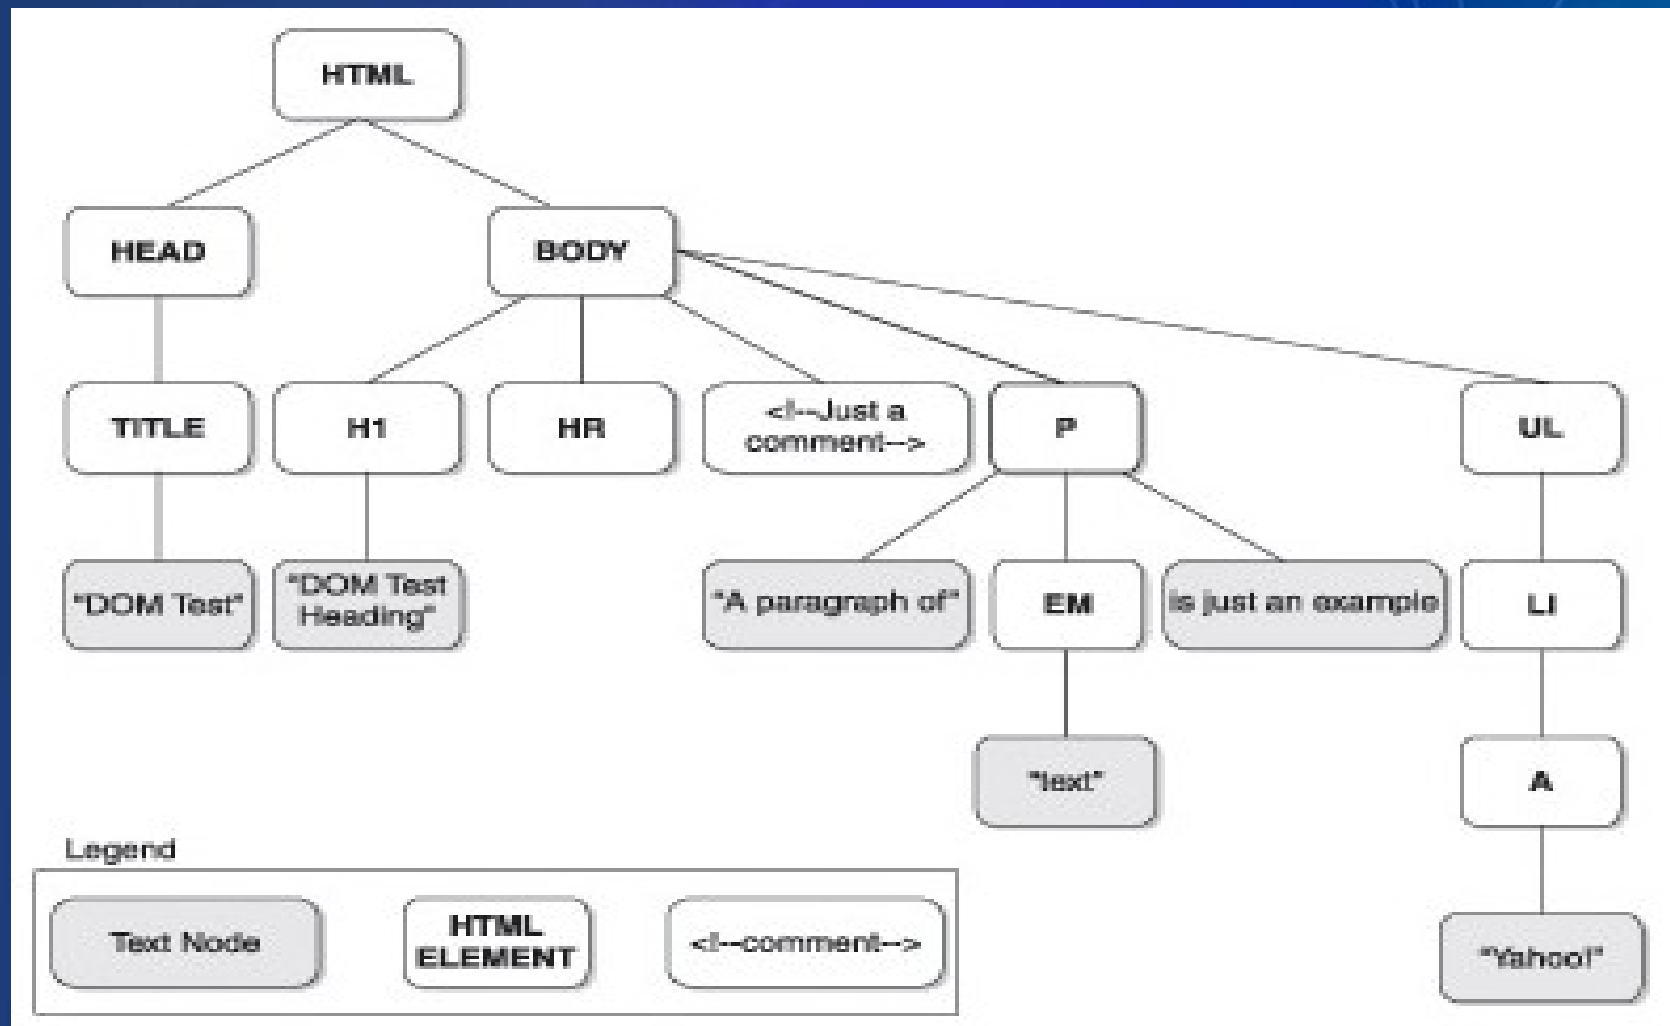 HTML
HEAD
BODY
TITLE
H1
HR
<!--Just a
comment-->
P
UL
"DOM Test"
"DOM Test
Heading"
"A paragraph of"
EM
is just an example
LI
"text"
A
"Yahoo!"
Legend
Text Node
HTML
ELEMENT
<!--comment-->